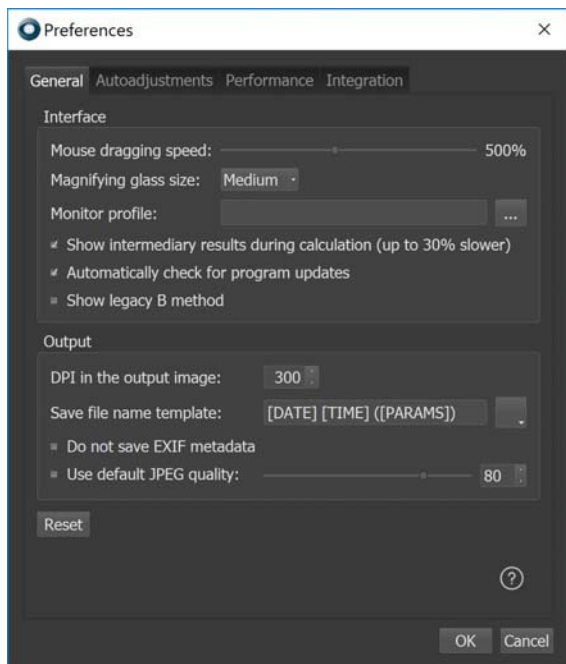 Preferences
General Autoadjustments Performance Integration
Interface
Mouse dragging speed: 500%
Magnifying glass size: Medium
Monitor profile: ...
Show intermediary results during calculation (up to 30% slower)
Automatically check for program updates
Show legacy B method
Output
DPI in the output image: 300
Save file name template: [DATE] [TIME] ([PARAMS])
Do not save EXIF metadata
Use default JPEG quality: 80
Reset
?
OK Cancel